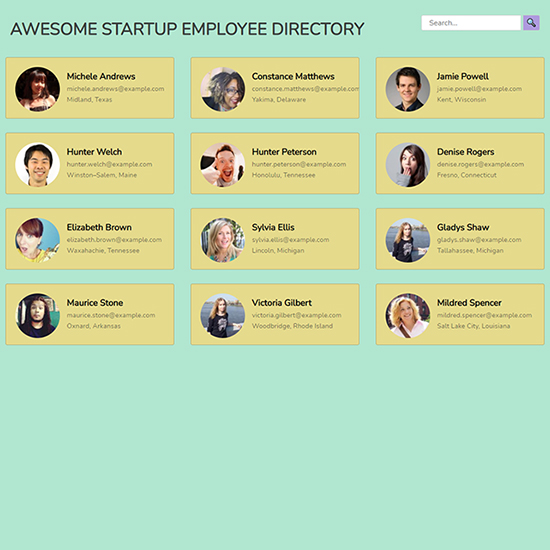 AWESOME STARTUP EMPLOYEE DIRECTORY
Search...
Michele Andrews
michele.andrews@example.com
Midland, Texas
Constance Matthews
constance.matthews@example.com
Yakima, Delaware
Jamie Powell
jamie.powell@example.com
Kent, Wisconsin
Hunter Welch
hunter.welch@example.com
Winston–Salem, Maine
Hunter Peterson
hunter.peterson@example.com
Honolulu, Tennessee
Denise Rogers
denise.rogers@example.com
Fresno, Connecticut
Elizabeth Brown
elizabeth.brown@example.com
Waxahachie, Tennessee
Sylvia Ellis
sylvia.ellis@example.com
Lincoln, Michigan
Gladys Shaw
gladys.shaw@example.com
Tallahassee, Michigan
Maurice Stone
maurice.stone@example.com
Oxnard, Arkansas
Victoria Gilbert
victoria.gilbert@example.com
Woodbridge, Rhode Island
Mildred Spencer
mildred.spencer@example.com
Salt Lake City, Louisiana